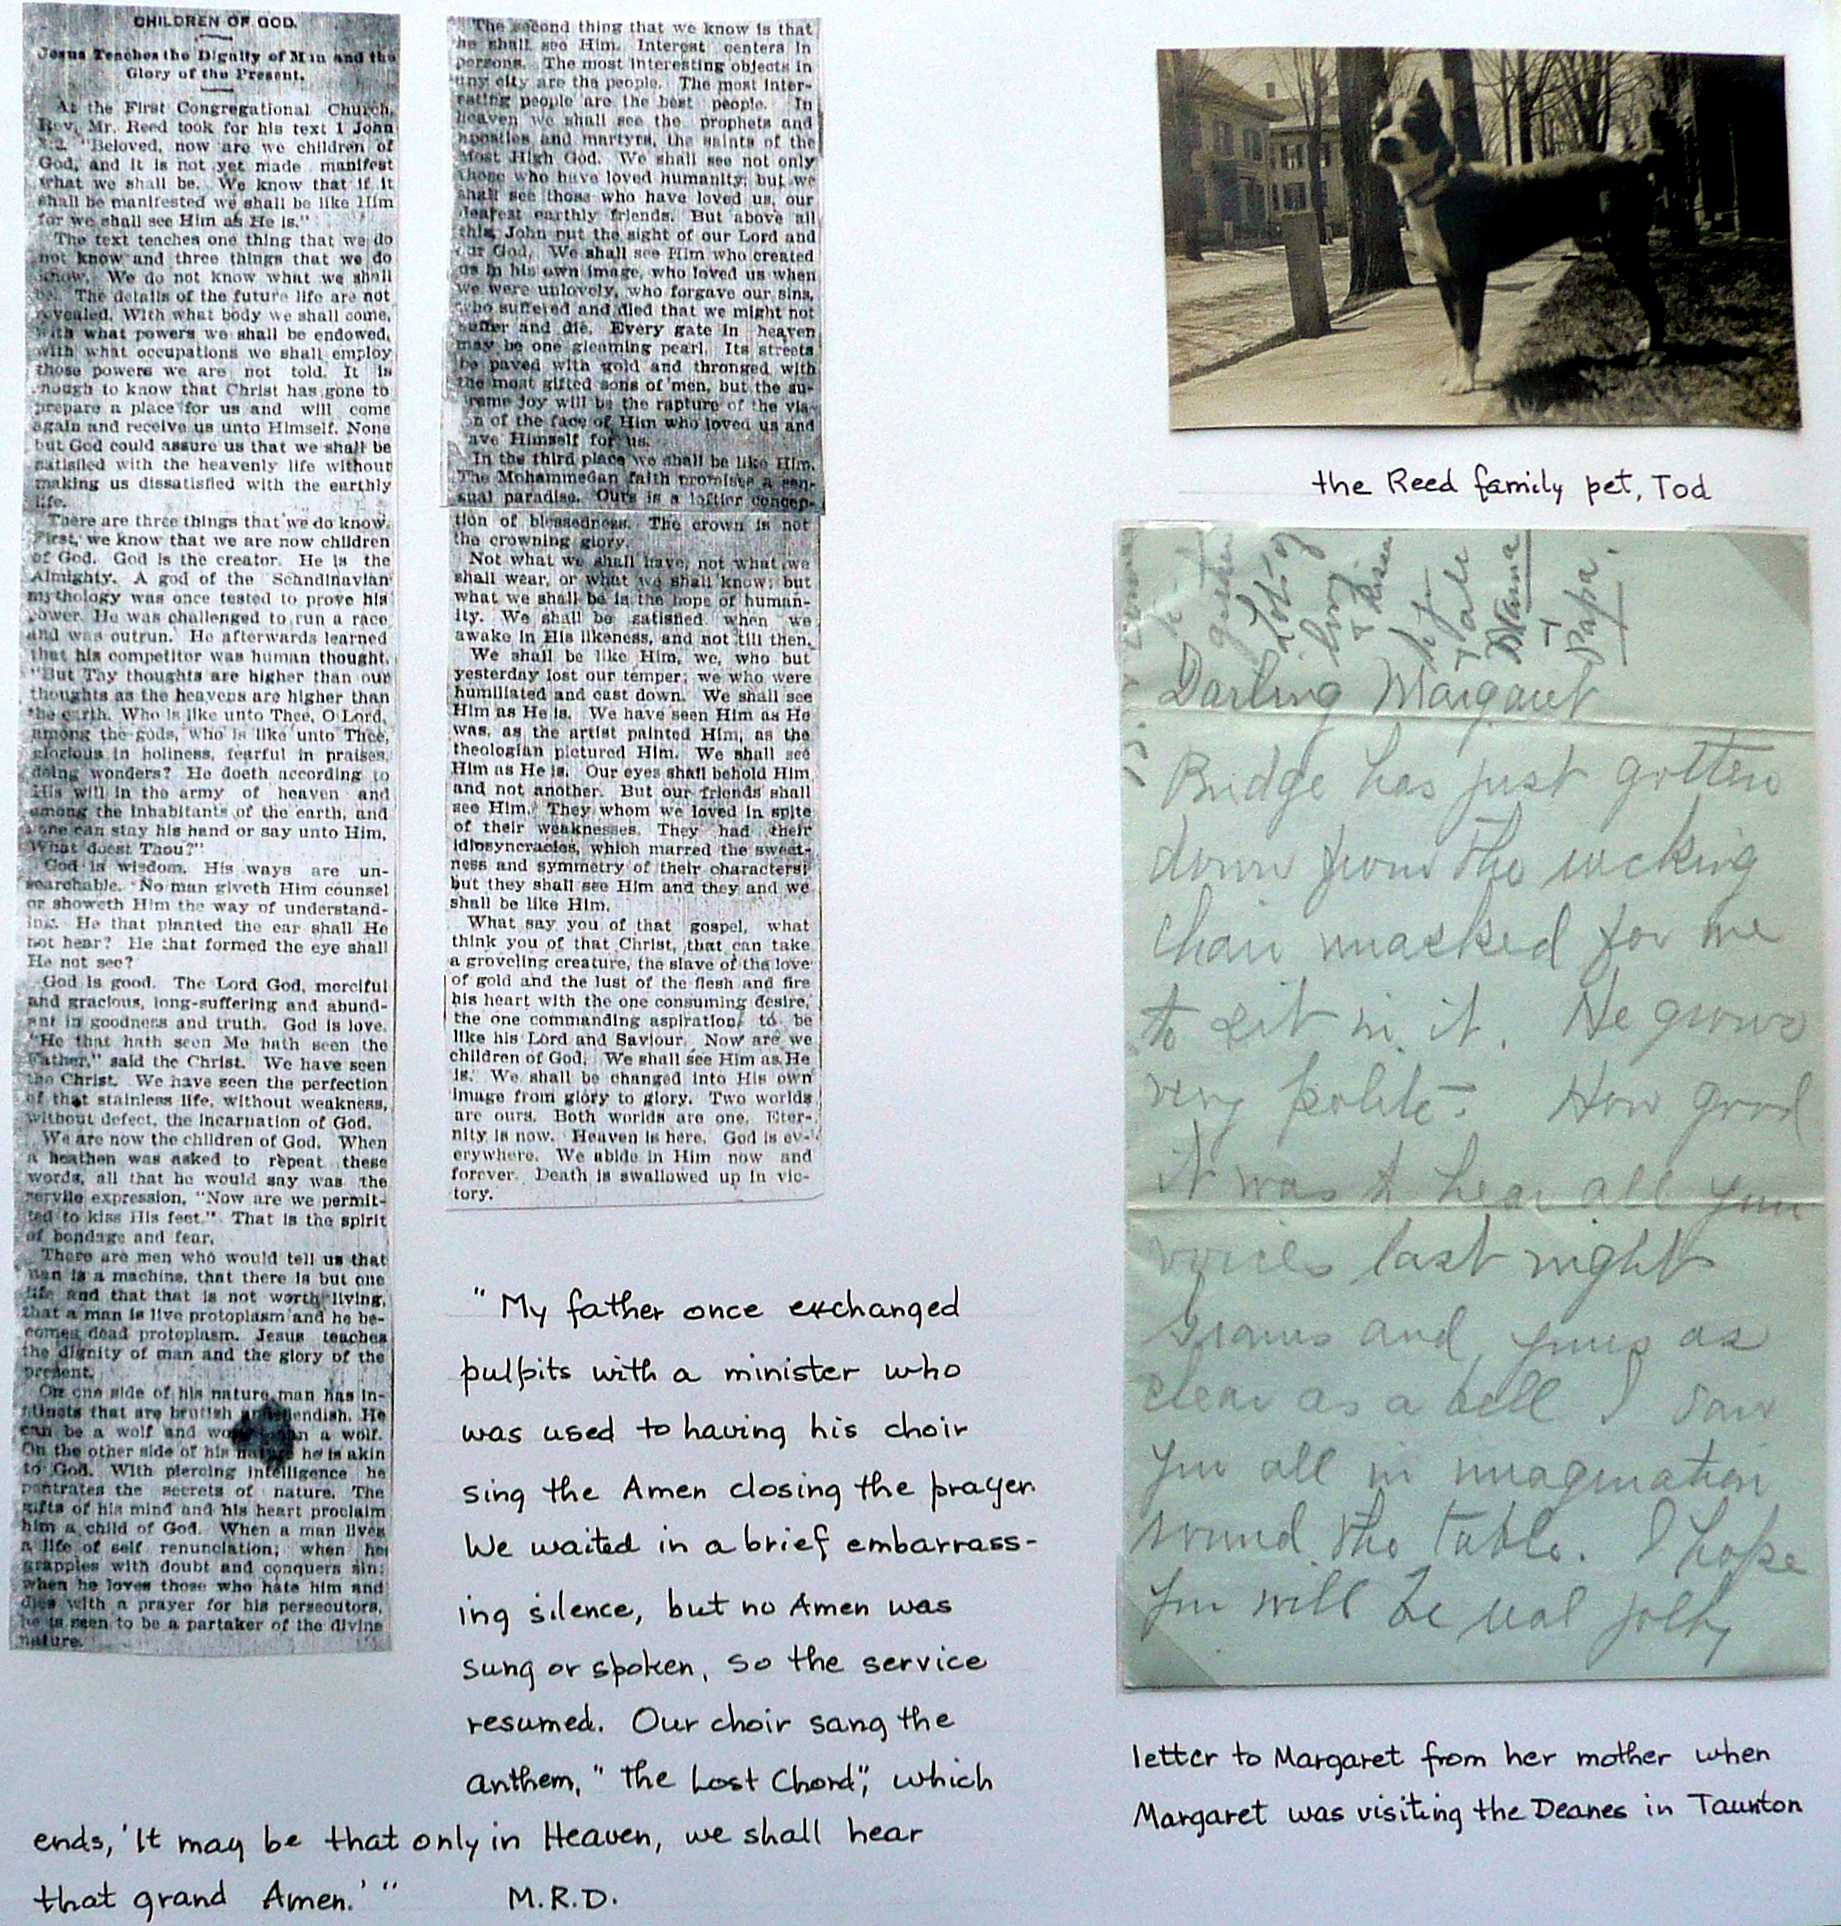 CHILDREN OF GOD.
Jesus Teaches the Dignity of Man and the
Glory of the Present.
At the First Congregational Church,
Rev. Mr. Reed took for his text 1 John
3:2. "Beloved, now are we children of
God, and it is not yet made manifest
what we shall be. We know that if it
shall be manifested we shall be like Him
for we shall see Him as He is."
The text teaches one thing that we do
not know and three things that we do
know. We do not know what we shall
be. The details of the future life are not
revealed. With what body we shall come,
with what powers we shall be endowed,
with what occupations we shall employ
those powers we are not told. It is
nough to know that Christ has gone to
prepare a place for us and will come
again and receive us unto Himself. None
but God could assure us that we shall be
satisfied with the heavenly life without
making us dissatisfied with the earthly
life.
There are three things that we do know.
First, we know that we are now children
of God. God is the creator. He is the
Almighty. A god of the Scandinavian
mythology was once tested to prove his
power. He was challenged to run a race
and was outrun. He afterwards learned
that his competitor was human thought.
"But Thy thoughts are higher than our
thoughts as the heavens are higher than
the earth. Who is like unto Thee, O Lord,
among the gods, who is like unto Thee,
glorious in holiness, fearful in praises,
doing wonders? He doeth according to
His will in the army of heaven and
among the inhabitants of the earth, and
none can stay his hand or say unto Him,
What doest Thou?"
God is wisdom. His ways are un-
searchable. No man giveth Him counsel
or showeth Him the way of understand-
ing. He that planted the ear shall He
not hear? He that formed the eye shall
He not see?
God is good. The Lord God, merciful
and gracious, long-suffering and abund-
ant in goodness and truth. God is love.
"He that hath seen Me hath seen the
Father," said the Christ. We have seen
the Christ. We have seen the perfection
of that stainless life, without weakness,
without defect, the incarnation of God.
We are now the children of God. When
a heathen was asked to repeat these
words, all that he would say was the
servile expression, "Now are we permit-
ted to kiss His feet." That is the spirit
of bondage and fear.
There are men who would tell us that
man is a machine, that there is but one
life and that that is not worth living,
that a man is live protoplasm and he be-
comes dead protoplasm. Jesus teaches
the dignity of man and the glory of the
present.
On one side of his nature man has in-
stincts that are brutish and fiendish. He
can be a wolf and than a wolf.
On the other side of his nature he is akin
to God. With piercing intelligence he
pentrates the secrets of nature. The
gifts of his mind and his heart proclaim
him a child of God. When a man lives
a life of self renunciation; when he
grapples with doubt and conquers sin;
when he loves those who hate him and
dies with a prayer for his persecutors,
he is seen to be a partaker of the divine
nature.
The second thing that we know is that
he shall see Him. Interest centers in
persons. The most interesting objects in
any city are the people. The most inter-
esting people are the best people. In
heaven we shall see the prophets and
apostles and martyrs, the saints of the
Most High God. We shall see not only
those who have loved humanity; but we
shall see those who have loved us, our
dearest earthly friends. But above all
this, John put the sight of our Lord and
our God. We shall see Him who created
us in his own image, who loved us when
we were unlovely, who forgave our sins,
who suffered and died that we might not
suffer and die. Every gate in heaven
may be one gleaming pearl. Its streets
be paved with gold and thronged with
the most gifted sons of men, but the su-
preme joy will be the rapture of the vis-
on of the face of Him who loved us and
ave Himself for us.
In the third place we shall be like Him.
The Mohammedan faith promises a sen-
sual paradise. Ours is a loftier concep-
tion of blessedness. The crown is not
the crowning glory.
Not what we shall have, not what we
shall wear, or what we shall know; but
what we shall be is the hope of human-
ity. We shall be satisfied when we
awake in His likeness, and not till then.
We shall be like Him, we, who but
yesterday lost our temper; we who were
humiliated and cast down. We shall see
Him as He is. We have seen Him as He
was, as the artist painted Him, as the
theologian pictured Him. We shall see
Him as He is. Our eyes shall behold Him
and not another. But our friends shall
see Him. They whom we loved in spite
of their weaknesses. They had their
idiosyncracies, which marred the sweet-
ness and symmetry of their characters;
but they shall see Him and they and we
shall be like Him.
What say you of that gospel, what
think you of that Christ, that can take
a groveling creature, the slave of the love
of gold and the lust of the flesh and fire
his heart with the one consuming desire,
the one commanding aspiration, to be
like his Lord and Saviour. Now are we
children of God. We shall see Him as He
is. We shall be changed into His own
image from glory to glory. Two worlds
are ours. Both worlds are one. Eter-
nity is now. Heaven is here. God is ev-
erywhere. We abide in Him now and
forever. Death is swallowed up in vic-
tory.
"My father once exchanged
pulpits with a minister who
was used to having his choir
sing the Amen closing the prayer.
We waited in a brief embarrass-
ing silence, but no Amen was
sung or spoken, so the service
resumed. Our choir sang the
anthem, "the Lost Chord", which
ends, 'It may be that only in Heaven, we shall hear
that grand Amen.' "
M.R.D.
the Reed family pet, Tod
together
Lots of
love
& kisses
Mama
+
Papa.
Darling Margaret
Bridge has just gotten
down from the rocking
chair unasked for me
to sit in it. He grows
very polite. How good
it was to hear all your
voices last night
Grams and yours as
clear as a bell I saw
you all in imagination
round the table. I hope
you will be real jolly
letter to Margaret from her mother when
Margaret was visiting the Deanes in Taunton